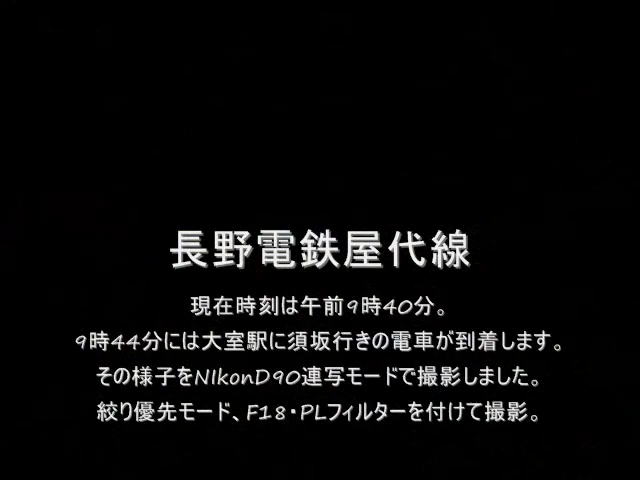 長野電鉄屋代線
現在時刻は午前9時40分。
9時44分には大室駅に須坂行きの電車が到着します。
その様子をNIkonD90連写モードで撮影しました。
絞り優先モード、F18・PLフィルターを付けて撮影。